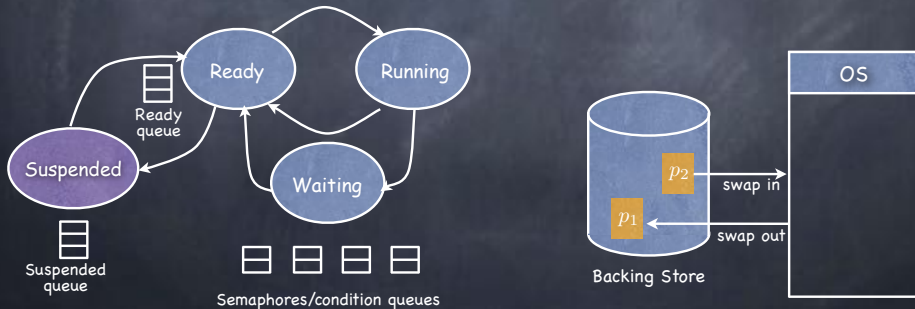 Ready
Running
OS
Ready
queue
Suspended
Waiting
p2
swap in
p1
swap out
Suspended
queue
Backing Store
Semaphores/condition queues